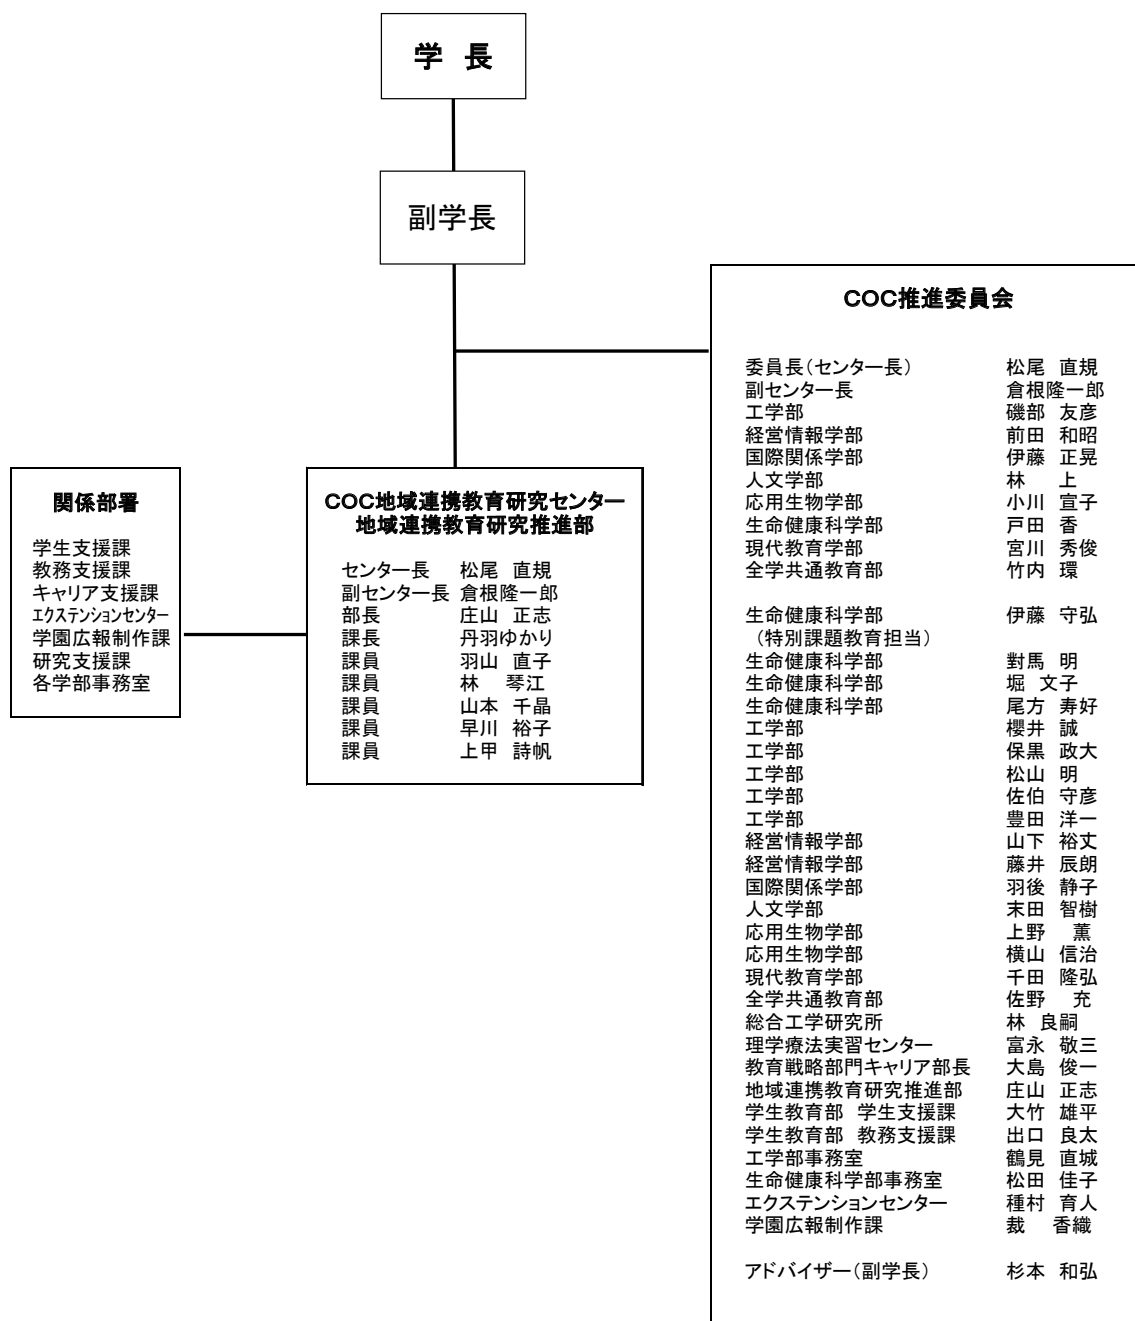 学 長
副学長
COC推進委員会
委員長(センター長) 松尾 直規
副センター長 倉根隆一郎
工学部 磯部 友彦
経営情報学部 前田 和昭
国際関係学部 伊藤 正晃
人文学部 林 上
応用生物学部 小川 宣子
生命健康科学部 戸田 香
現代教育学部 宮川 秀俊
全学共通教育部 竹内 環
生命健康科学部 伊藤 守弘
(特別課題教育担当)
生命健康科学部 對馬 明
生命健康科学部 堀 文子
生命健康科学部 尾方 寿好
工学部 櫻井 誠
工学部 保黒 政大
工学部 松山 明
工学部 佐伯 守彦
工学部 豊田 洋一
経営情報学部 山下 裕丈
経営情報学部 藤井 辰朗
国際関係学部 羽後 静子
人文学部 末田 智樹
応用生物学部 上野 薫
応用生物学部 横山 信治
現代教育学部 千田 隆弘
全学共通教育部 佐野 充
総合工学研究所 林 良嗣
理学療法実習センター 富永 敬三
教育戦略部門キャリア部長 大島 俊一
地域連携教育研究推進部 庄山 正志
学生教育部 学生支援課 大竹 雄平
学生教育部 教務支援課 出口 良太
工学部事務室 鶴見 直城
生命健康科学部事務室 松田 佳子
エクステンションセンター 種村 育人
学園広報制作課 裁 香織
アドバイザー(副学長) 杉本 和弘
関係部署
学生支援課
教務支援課
キャリア支援課
エクステンションセンター
学園広報制作課
研究支援課
各学部事務室
COC地域連携教育研究センター
地域連携教育研究推進部
センター長 松尾 直規
副センター長 倉根隆一郎
部長 庄山 正志
課長 丹羽ゆかり
課員 羽山 直子
課員 林 琴江
課員 山本 千晶
課員 早川 裕子
課員 上甲 詩帆